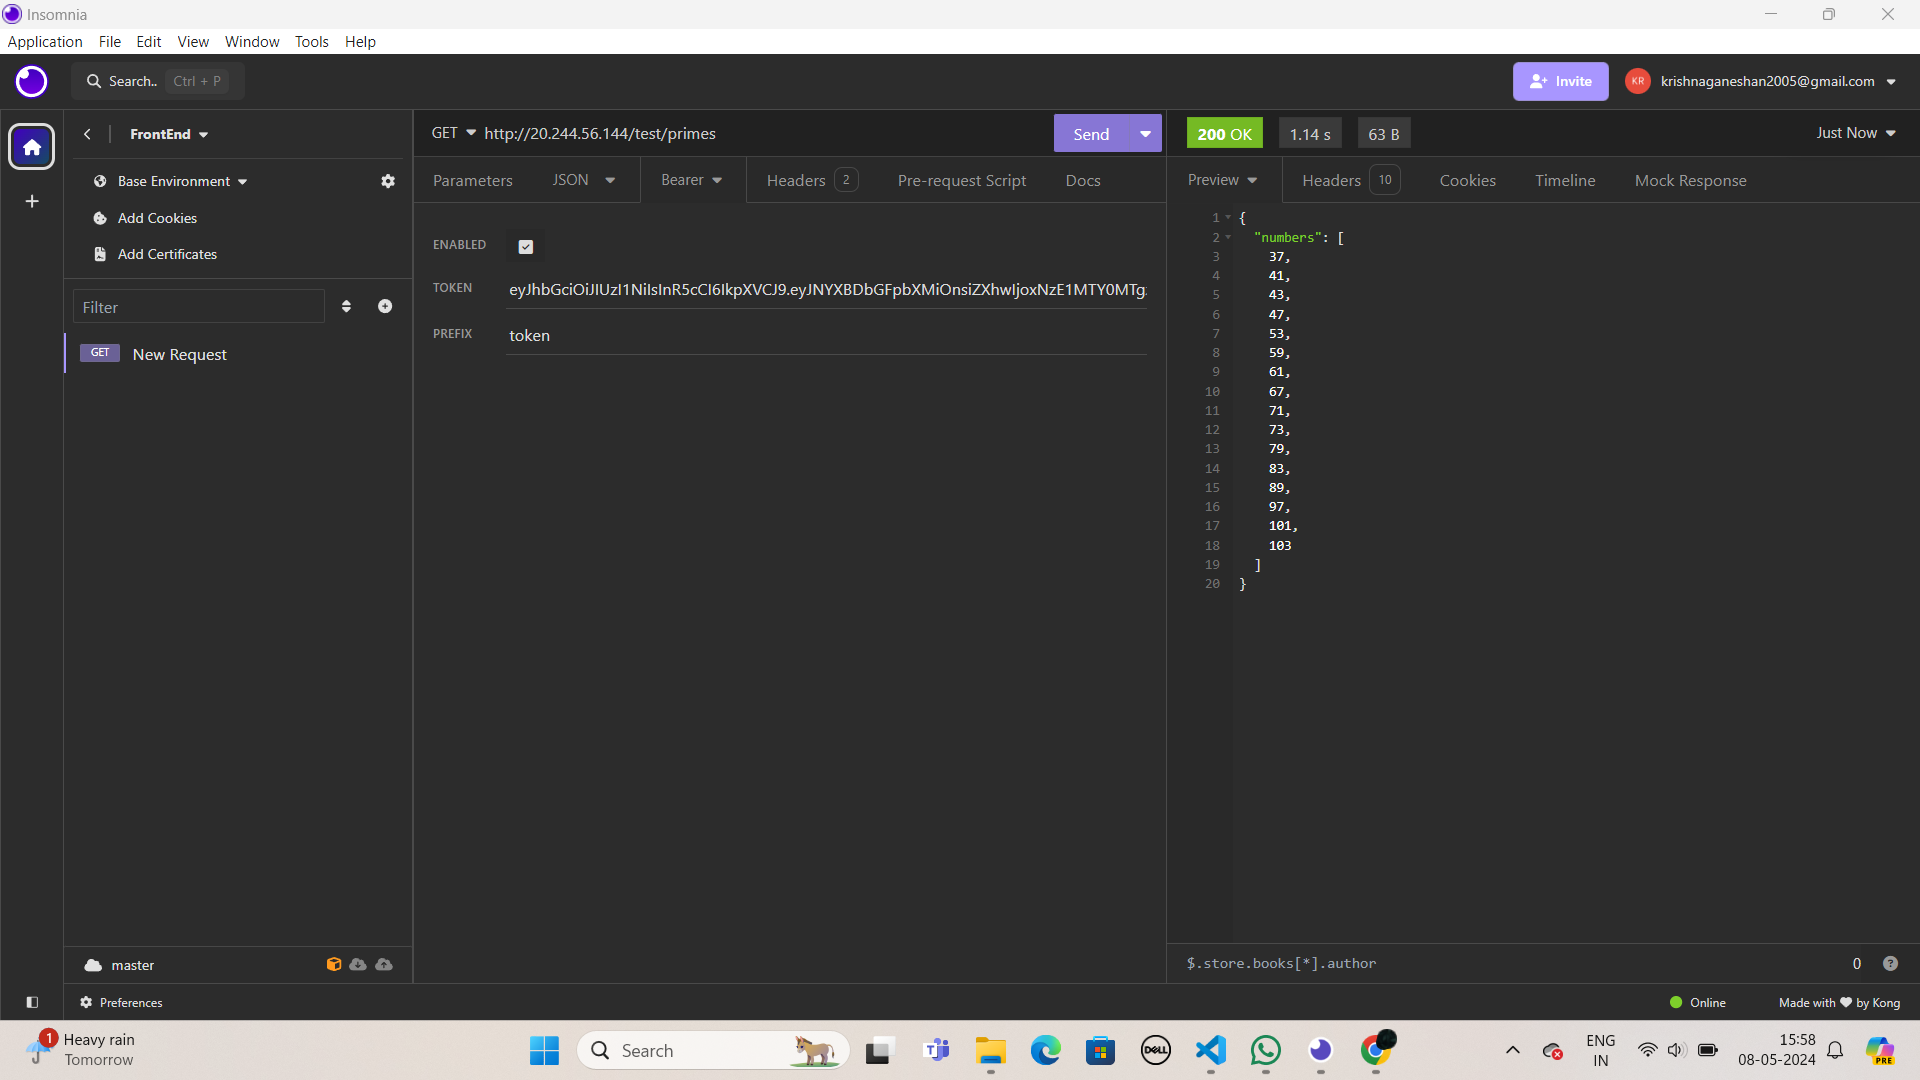 Insomnia
Application File Edit View Window Tools Help
Search.. Ctrl + P
Invite
KR krishnaganeshan2005@gmail.com
FrontEnd
Base Environment
Add Cookies
Add Certificates
Filter
GET New Request
master
Preferences
GET http://20.244.56.144/test/primes
Send
Parameters JSON Bearer Headers 2 Pre-request Script Docs
ENABLED
TOKEN
PREFIX token
200 OK 1.14 s 63 B
Just Now
Preview Headers 10 Cookies Timeline Mock Response
1 {
2 "numbers": [
3 37,
4 41,
5 43,
6 47,
7 53,
8 59,
9 61,
10 67,
11 71,
12 73,
13 79,
14 83,
15 89,
16 97,
17 101,
18 103
19 ]
20 }
$.store.books[*].author
0
Online
Made with ❤ by Kong
1 Heavy rain
Tomorrow
Search
DELL
ENG
IN
15:58
08-05-2024
PRE